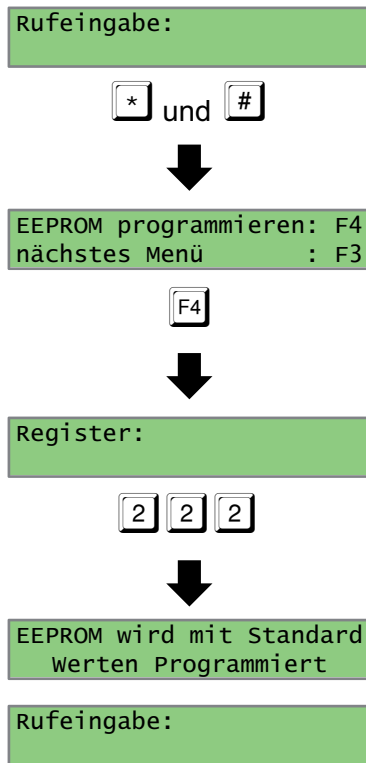 Rufeingabe:
* und #
EEPROM programmieren: F4
nächstes Menü : F3
F4
Register:
2 2 2
EEPROM wird mit Standard
Werten Programmiert
Rufeingabe: